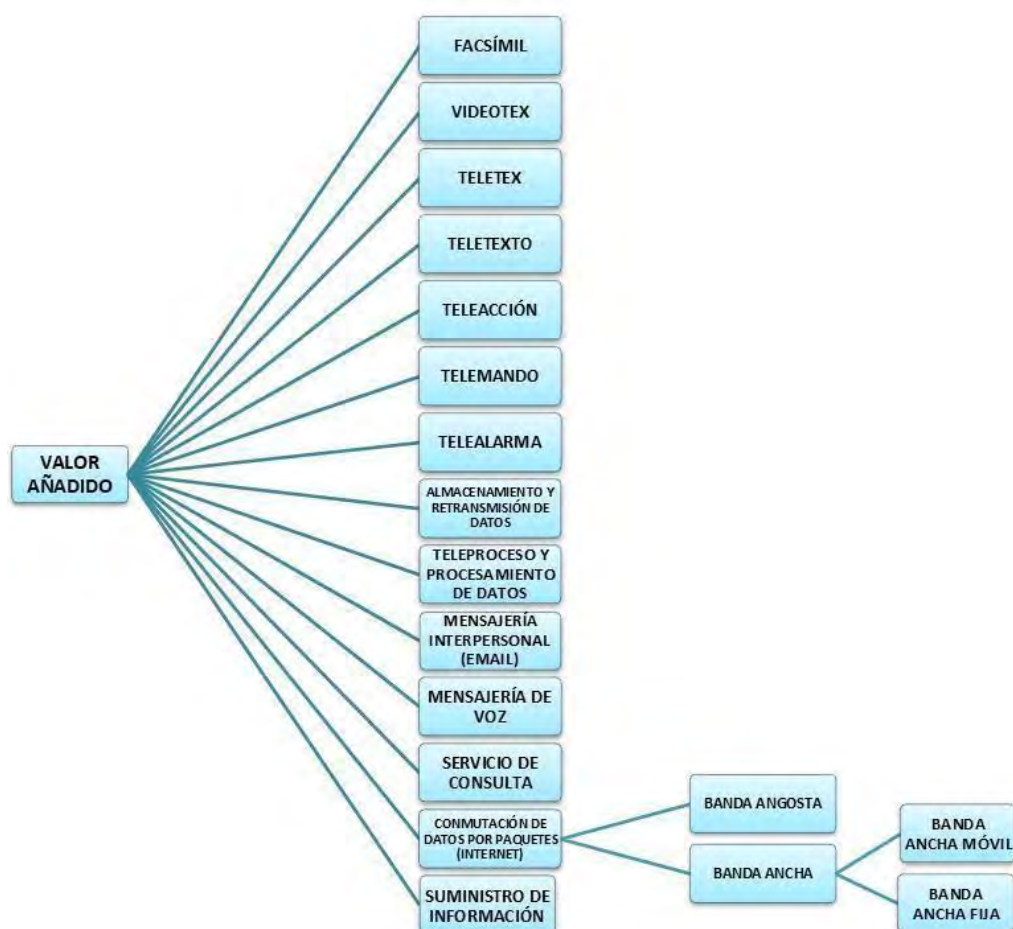 FACSÍMIL
VIDEOTEX
TELETEX
TELETEXTO
TELEACCIÓN
TELEMANDO
TELEALARMA
VALOR
AÑADIDO
ALMACENAMIENTO Y
RETRANSMISIÓN DE
DATOS
TELEPROCESO Y
PROCESAMIENTO
DE DATOS
MENSAJERÍA
INTERPERSONAL
(EMAIL)
MENSAJERÍA DE
VOZ
SERVICIO DE
CONSULTA
CONMUTACIÓN DE
DATOS POR PAQUETES
(INTERNET)
BANDA ANGOSTA
BANDA ANCHA
BANDA
ANCHA MÓVIL
BANDA
ANCHA FIJA
SUMINISTRO DE
INFORMACIÓN